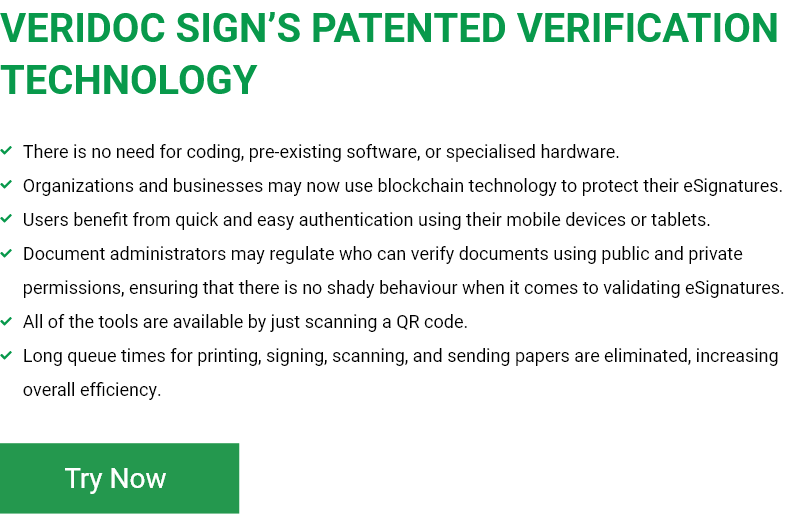 VERIDOC SIGN’S PATENTED VERIFICATION
TECHNOLOGY
There is no need for coding, pre-existing software, or specialised hardware.
Organizations and businesses may now use blockchain technology to protect their eSignatures.
Users benefit from quick and easy authentication using their mobile devices or tablets.
Document administrators may regulate who can verify documents using public and private
permissions, ensuring that there is no shady behaviour when it comes to validating eSignatures.
All of the tools are available by just scanning a QR code.
Long queue times for printing, signing, scanning, and sending papers are eliminated, increasing
overall efficiency.
Try Now